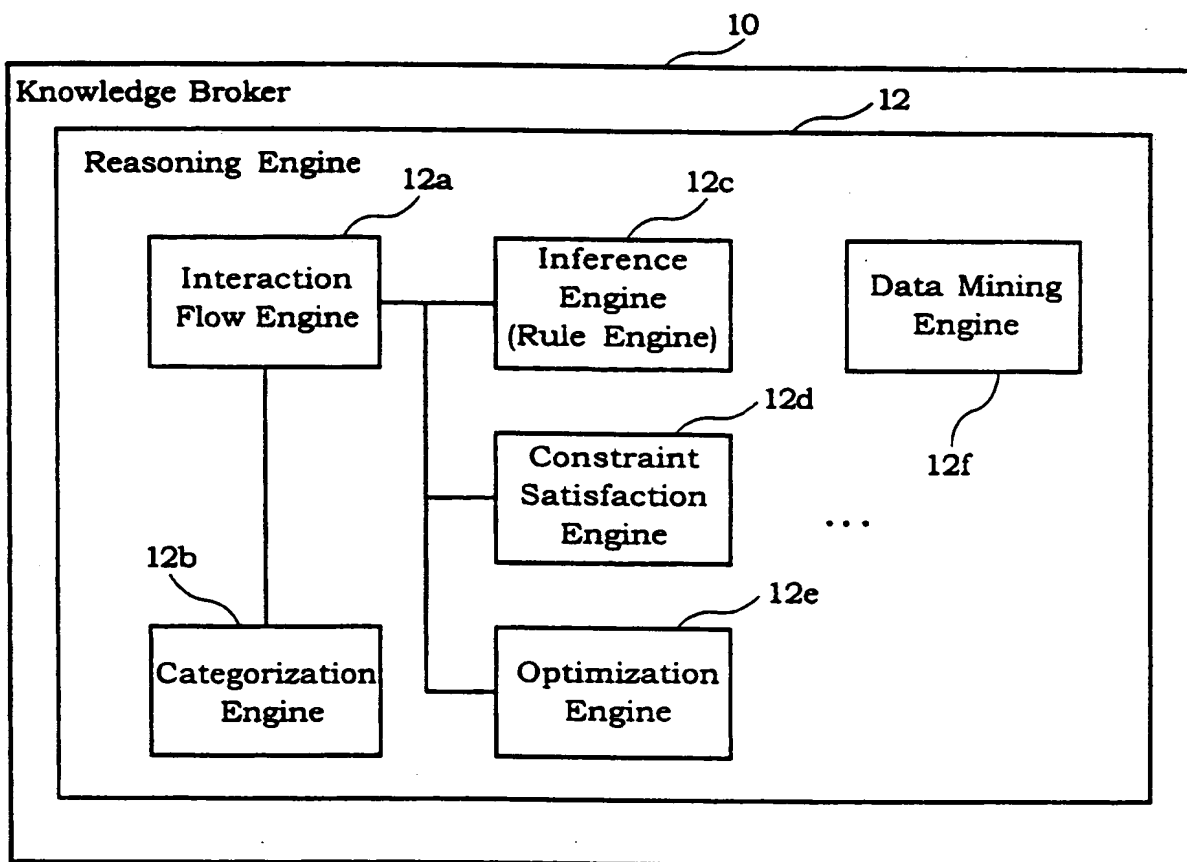 10
Knowledge Broker
12
Reasoning Engine
12a
12c
Interaction
Flow Engine
Inference
Engine
(Rule Engine)
Data Mining
Engine
12d
12f
Constraint
Satisfaction
Engine
...
12b
12e
Categorization
Engine
Optimization
Engine